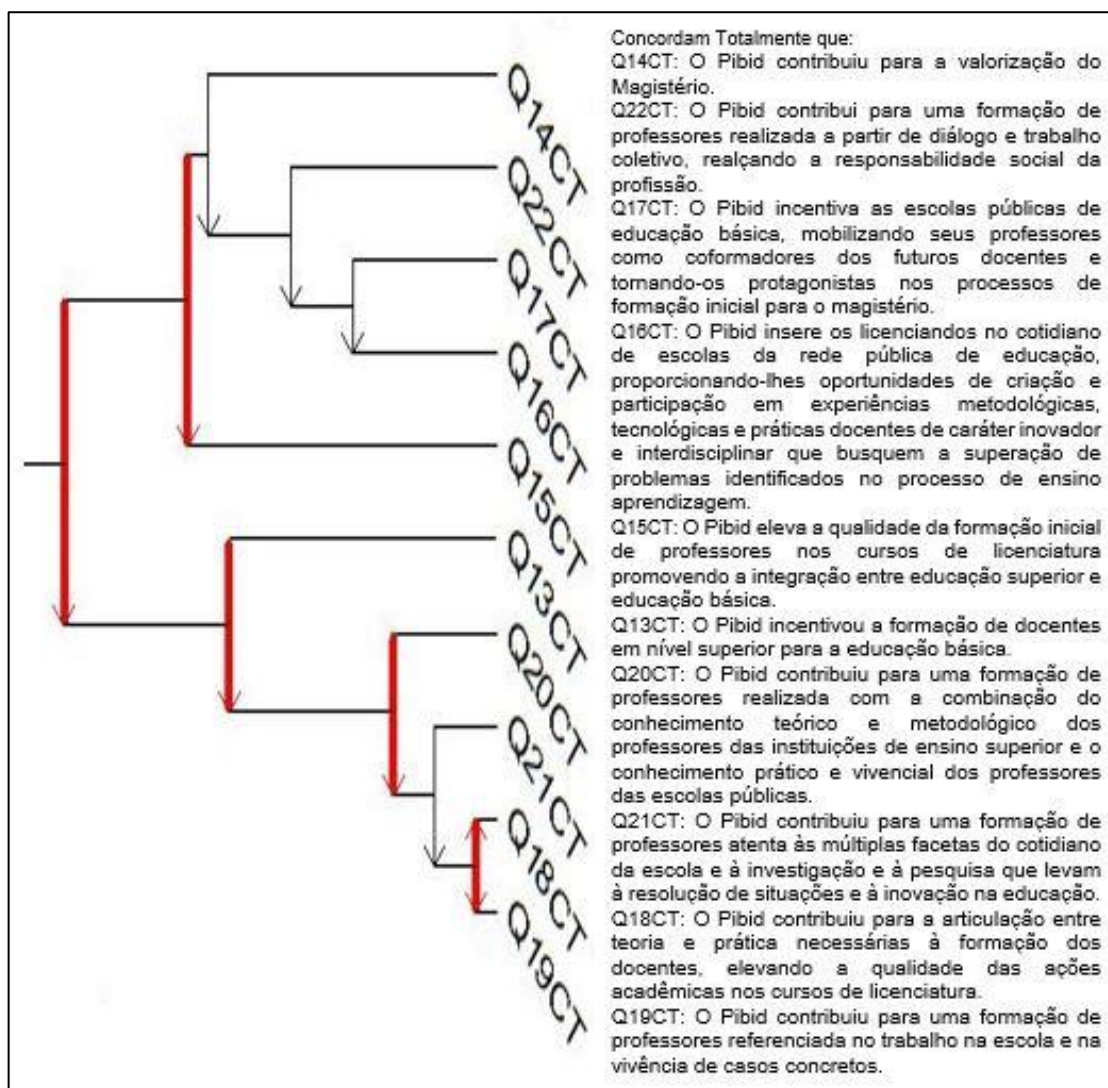 Q14CT
Q22CT
Q17CT
Q16CT
Q15CT
Q13CT
Q20CT
Q21CT
Q18CT
Q19CT
Concordam Totalmente que:
Q14CT: O Pibid contribuiu para a valorização do
Magistério.
Q22CT: O Pibid contribui para uma formação de
professores realizada a partir de diálogo e trabalho
coletivo, realçando a responsabilidade social da
profissão.
Q17CT: O Pibid incentiva as escolas públicas de
educação básica, mobilizando seus professores
como coformadores dos futuros docentes e
tornando-os protagonistas nos processos de
formação inicial para o magistério.
Q16CT: O Pibid insere os licenciandos no cotidiano
de escolas da rede pública de educação,
proporcionando-lhes oportunidades de criação e
participação em experiências metodológicas,
tecnológicas e práticas docentes de caráter inovador
e interdisciplinar que busquem a superação de
problemas identificados no processo de ensino
aprendizagem.
Q15CT: O Pibid eleva a qualidade da formação inicial
de professores nos cursos de licenciatura
promovendo a integração entre educação superior e
educação básica.
Q13CT: O Pibid incentivou a formação de docentes
em nível superior para a educação básica.
Q20CT: O Pibid contribuiu para uma formação de
professores realizada com a combinação do
conhecimento teórico e metodológico dos
professores das instituições de ensino superior e o
conhecimento prático e vivencial dos professores
das escolas públicas.
Q21CT: O Pibid contribuiu para uma formação de
professores atenta às múltiplas facetas do cotidiano
da escola e à investigação e à pesquisa que levam
à resolução de situações e à inovação na educação.
Q18CT: O Pibid contribuiu para a articulação entre
teoria e prática necessárias à formação dos
docentes, elevando a qualidade das ações
acadêmicas nos cursos de licenciatura.
Q19CT: O Pibid contribuiu para uma formação de
professores referenciada no trabalho na escola e na
vivência de casos concretos.